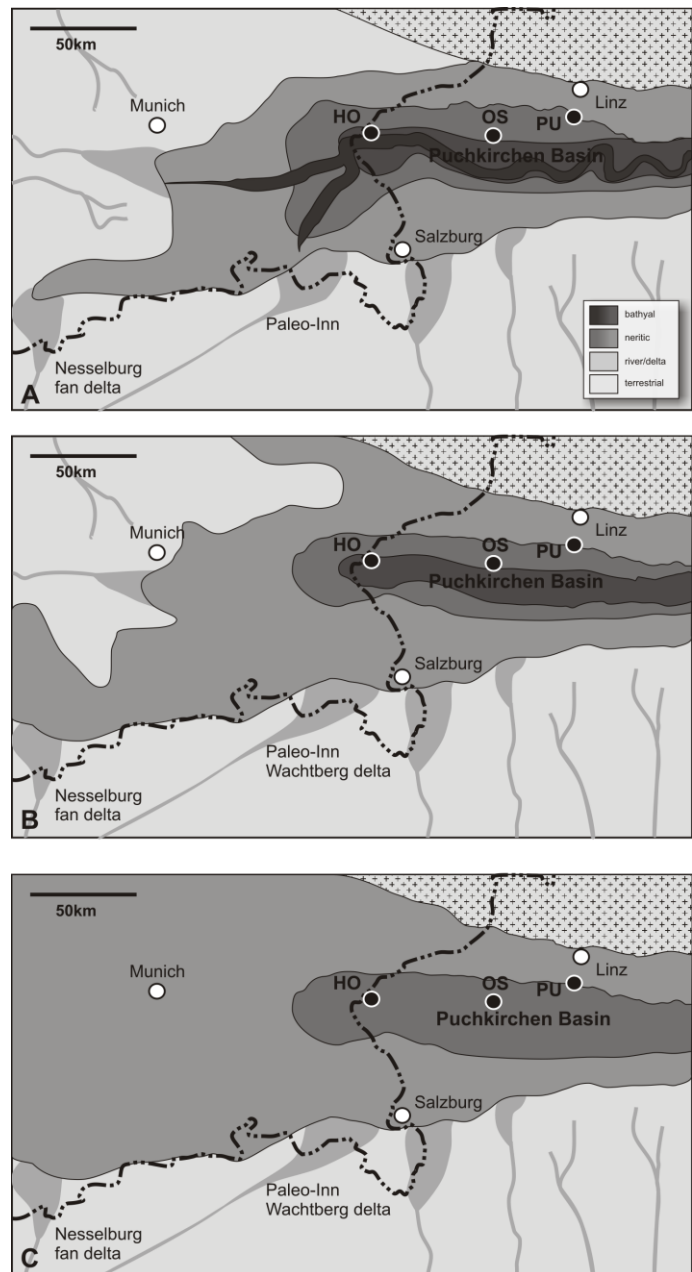 50km
Munich
HO
OS
PU
Linz
Puchkirchen Basin
Salzburg
Paleo-Inn
Nesselburg
fan delta
bathyal
neritic
river/delta
terrestrial
A
50km
Munich
HO
OS
PU
Linz
Puchkirchen Basin
Salzburg
Paleo-Inn
Wachtberg delta
Nesselburg
fan delta
B
50km
Munich
HO
OS
PU
Linz
Puchkirchen Basin
Salzburg
Paleo-Inn
Wachtberg delta
Nesselburg
fan delta
C